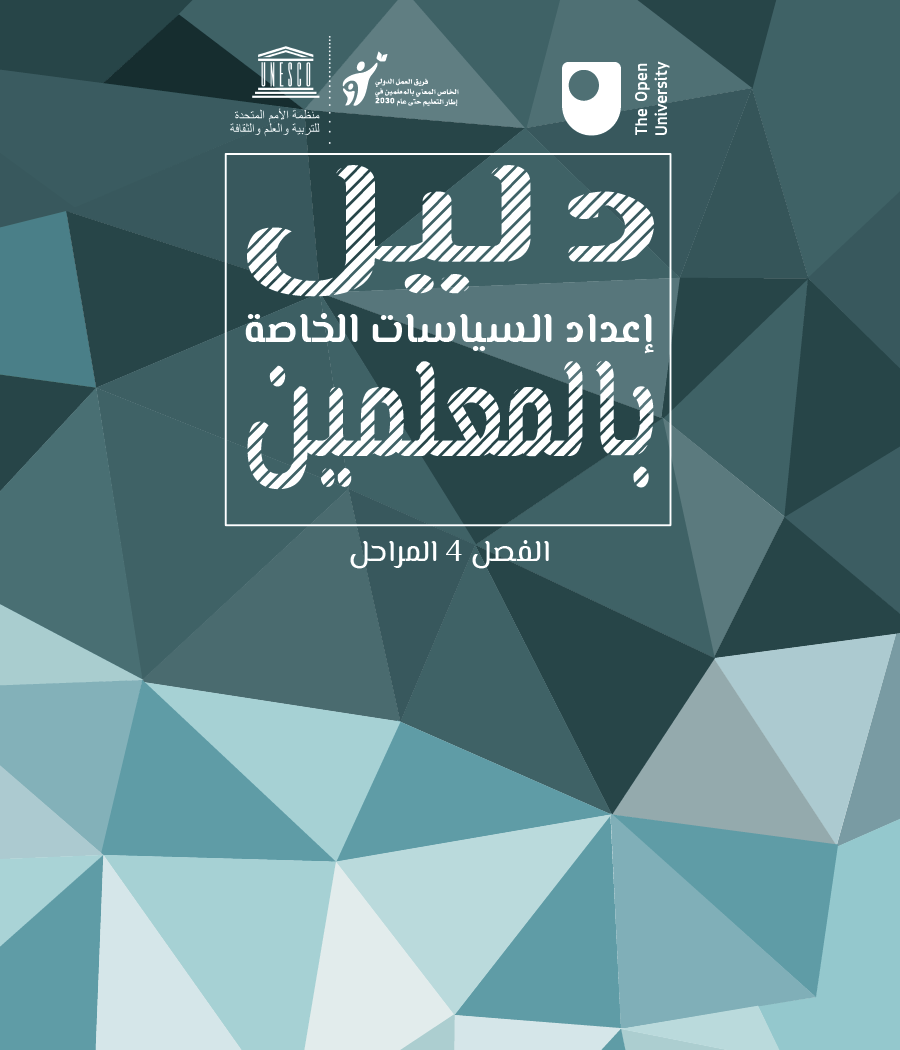 UNESCO
منظمة الأمم المتحدة
للتربية والعلم والثقافة
فريق العمل الدولي
الخاص المعني بالمعلمين في
إطار التعليم حتى عام 2030
The Open
University
دليل
إعداد السياسات الخاصة
بالمعلمين
الفصل 4 المراحل